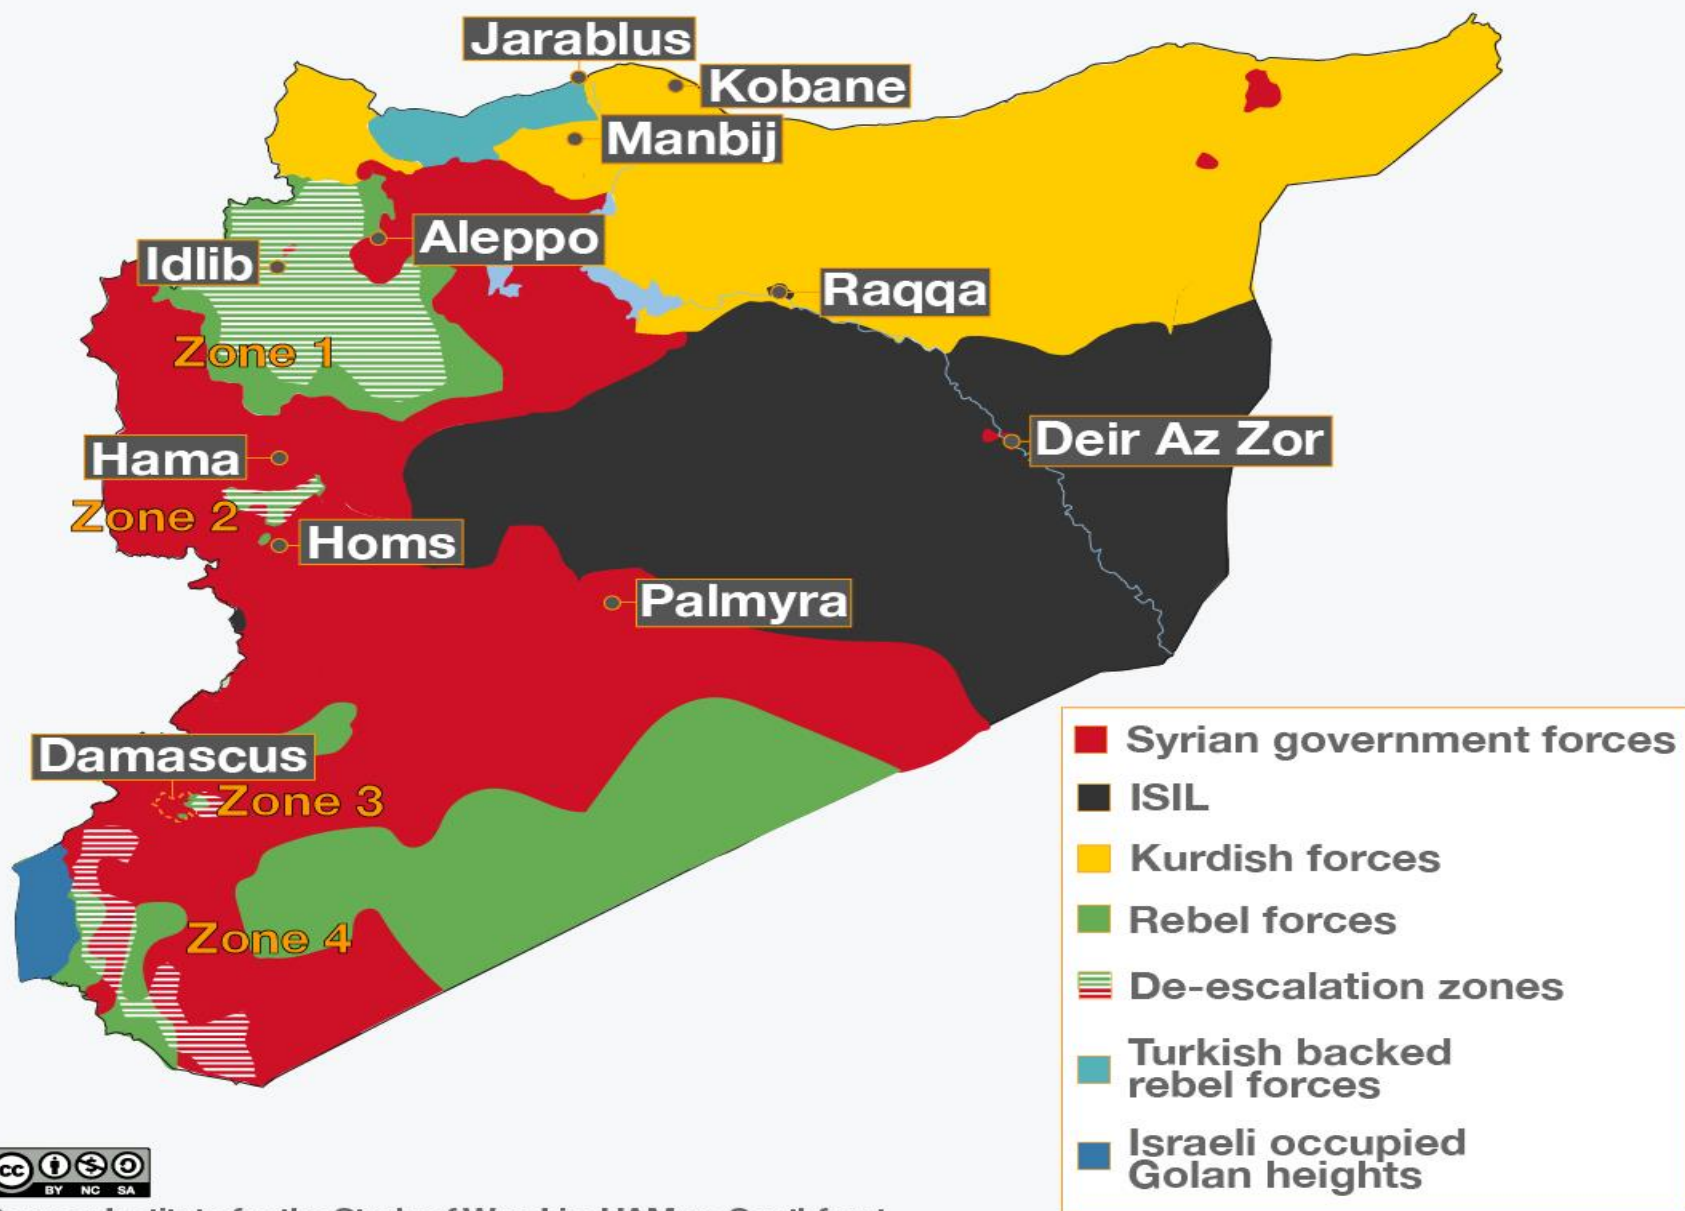 Jarablus
Kobane
Manbij
Aleppo
Idlib
Raqqa
Zone 1
Deir Az Zor
Hama
Zone 2
Homs
Palmyra
Damascus
Zone 3
Zone 4
Syrian government forces
ISIL
Kurdish forces
Rebel forces
De-escalation zones
Turkish backed
rebel forces
Israeli occupied
Golan heights
cc
BY NC SA